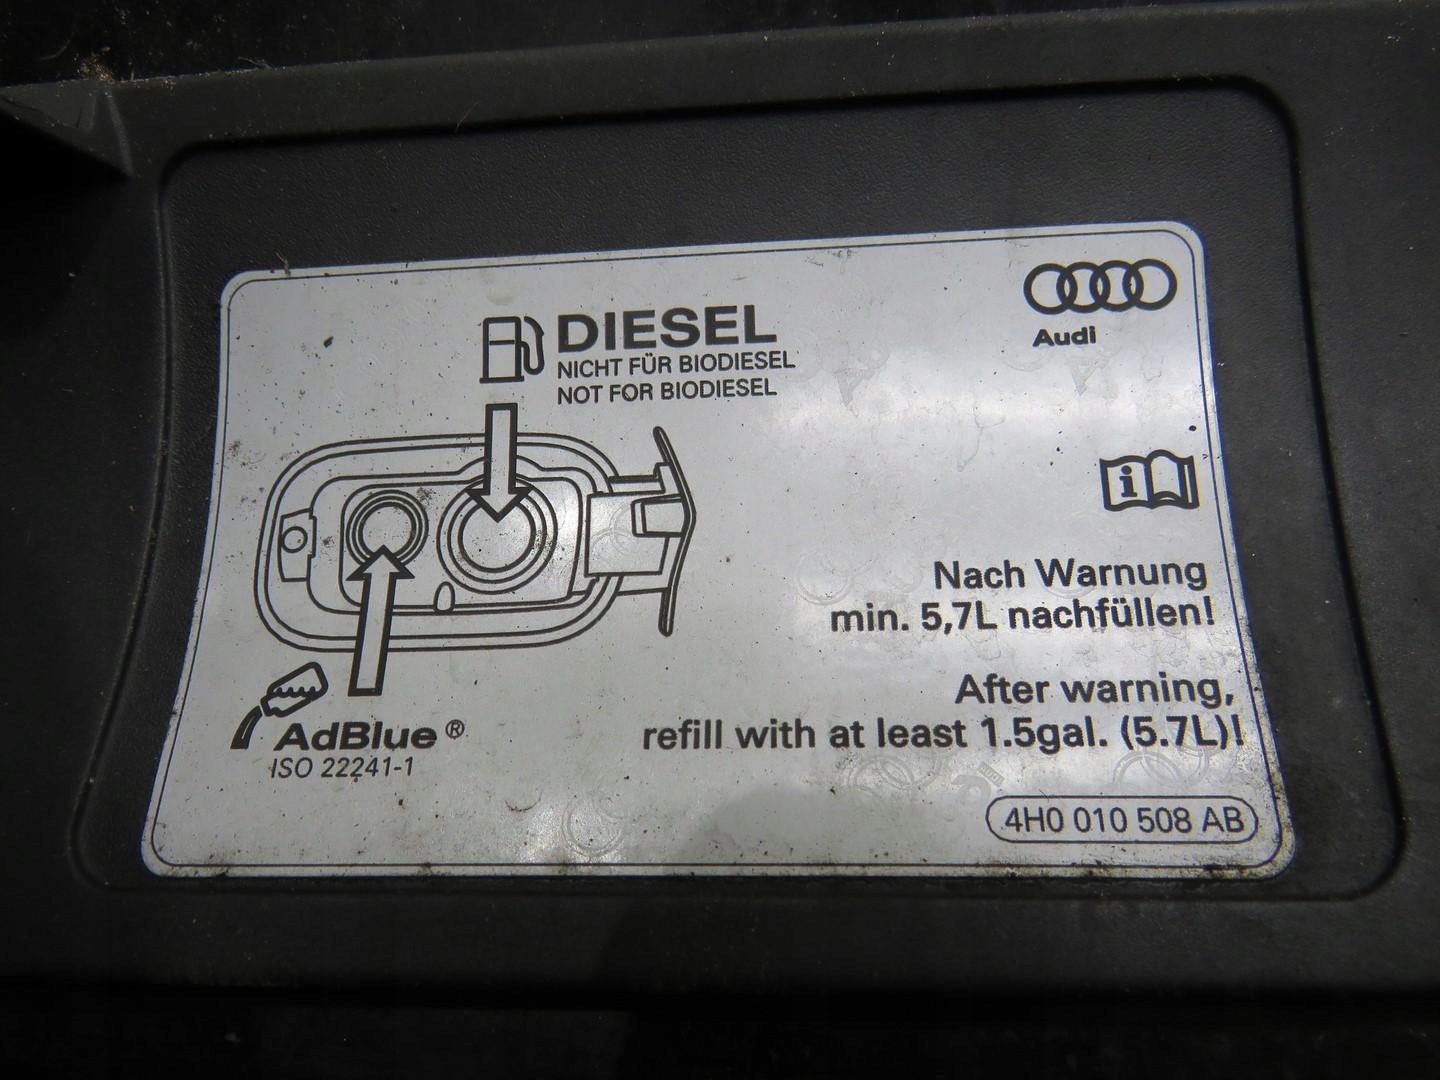 DIESEL
NICHT FÜR BIODIESEL
NOT FOR BIODIESEL
Audi
i
Nach Warnung
min. 5,7L nachfüllen!
After warning,
refill with at least 1.5gal. (5.7L)!
AdBlue®
ISO 22241-1
4H0 010 508 AB